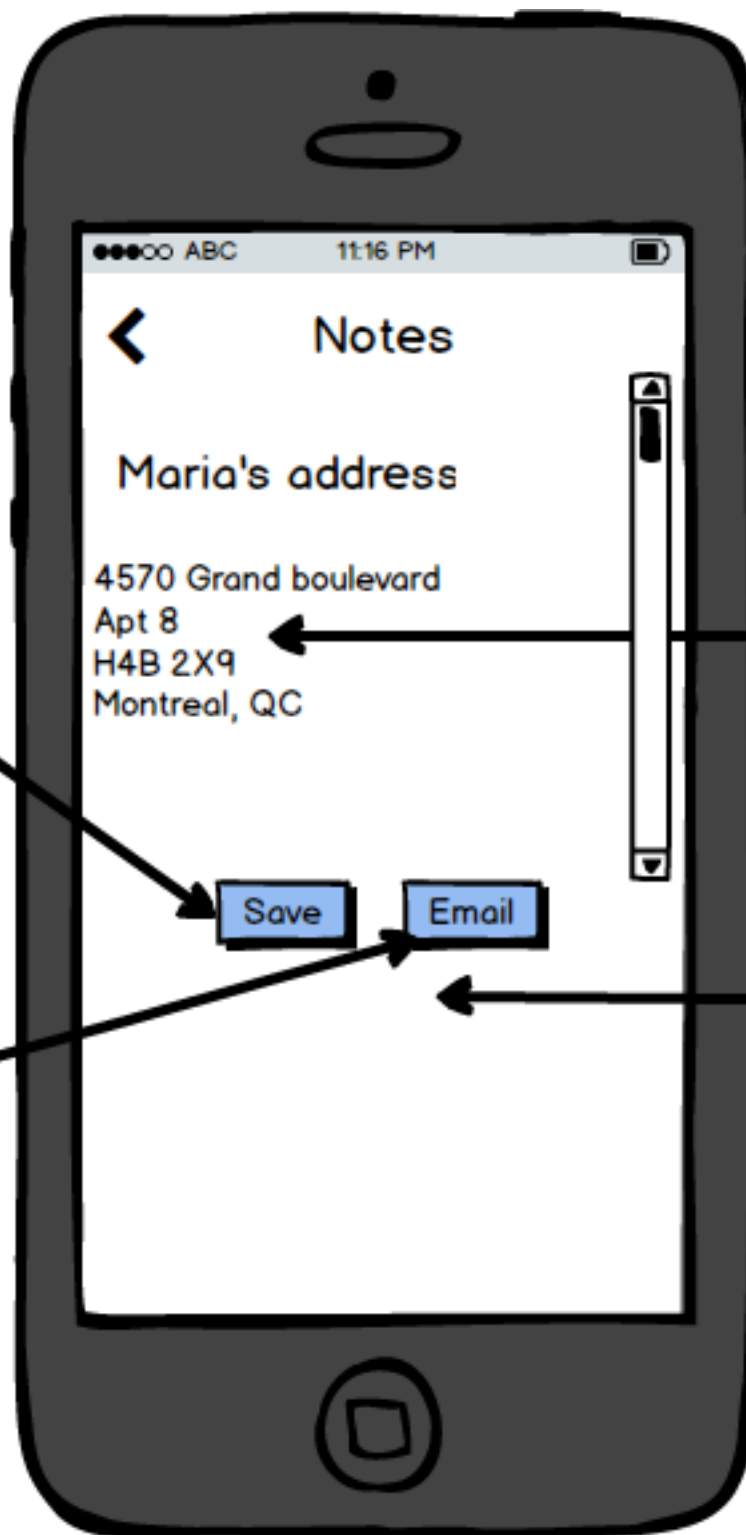 ABC 11:16 PM
Notes
Maria's address
4570 Grand boulevard
Apt 8
H4B 2X9
Montreal, QC
Save Email